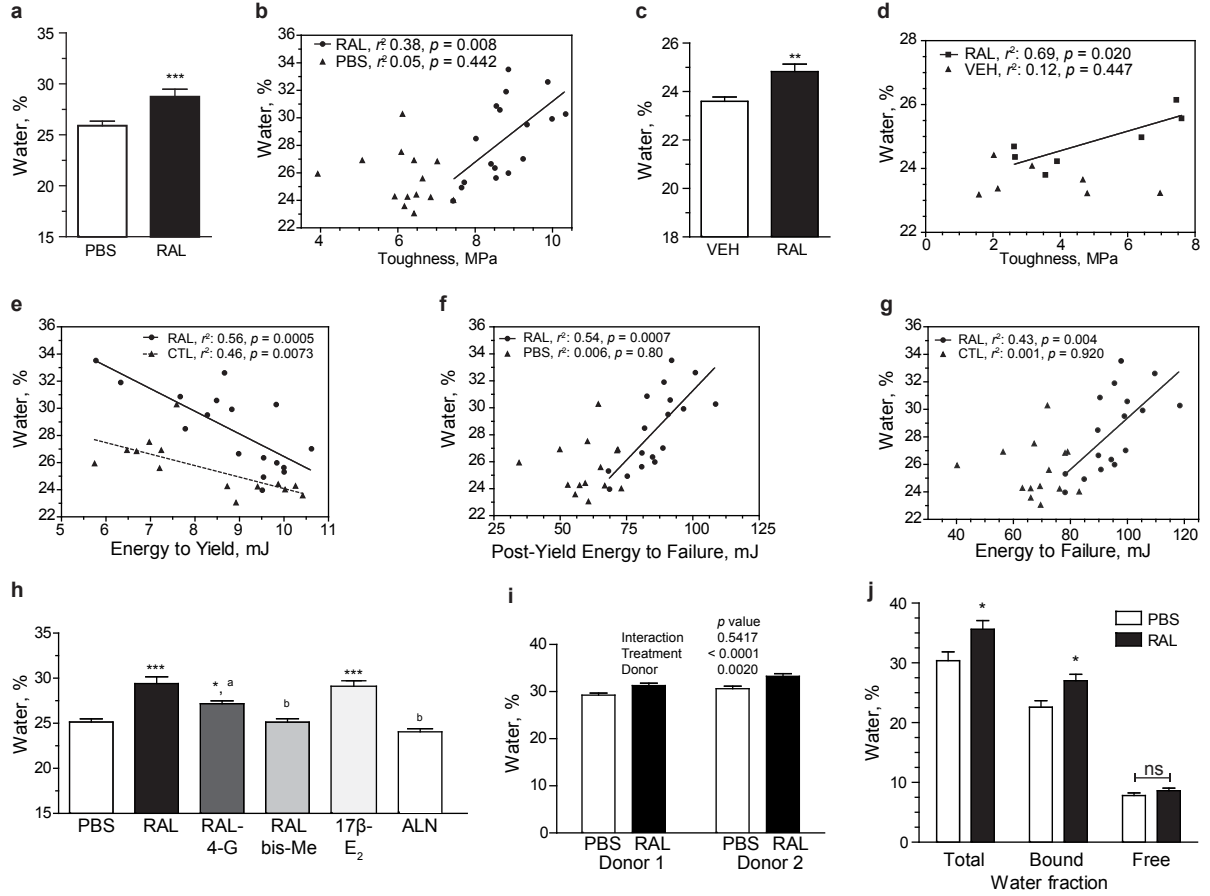 a
Water, %
35
30
25
20
15
***
PBS
RAL
b
Water, %
36
34
32
30
28
26
24
22
RAL, r² 0.38, p = 0.008
PBS, r² 0.05, p = 0.442
4
6
8
10
Toughness, MPa
c
Water, %
26
24
22
20
18
**
VEH
RAL
d
Water, %
28
26
24
22
RAL, r²: 0.69, p = 0.020
VEH, r²: 0.12, p = 0.447
0
2
4
6
8
Toughness, MPa
e
Water, %
36
34
32
30
28
26
24
22
RAL, r²: 0.56, p = 0.0005
CTL, r²: 0.46, p = 0.0073
5
6
7
8
9
10
11
Energy to Yield, mJ
f
Water, %
36
34
32
30
28
26
24
22
RAL, r²: 0.54, p = 0.0007
PBS, r²: 0.006, p = 0.80
25
50
75
100
125
Post-Yield Energy to Failure, mJ
g
Water, %
36
34
32
30
28
26
24
22
RAL, r²: 0.43, p = 0.004
CTL, r²: 0.001, p = 0.920
40
60
80
100
120
Energy to Failure, mJ
h
Water, %
35
30
25
20
15
***
*, a
b
***
b
PBS
RAL
RAL-
4-G
RAL
bis-Me
17β-
E₂
ALN
i
Water, %
40
30
20
10
0
p value
Interaction 0.5417
Treatment < 0.0001
Donor 0.0020
PBS RAL
Donor 1
PBS RAL
Donor 2
j
Water, %
40
30
20
10
0
PBS
RAL
*
*
ns
Total
Bound
Free
Water fraction